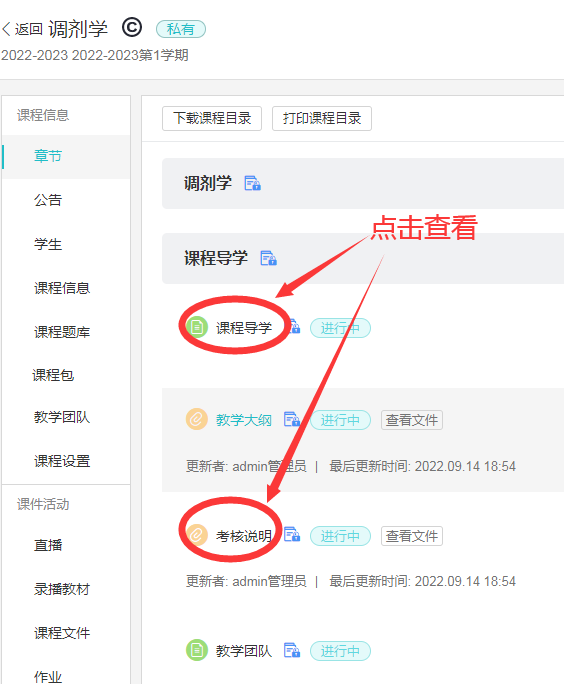 返回 调剂学 © 私有
2022-2023 2022-2023第1学期
课程信息
章节
公告
学生
课程信息
课程题库
课程包
教学团队
课程设置
课件活动
直播
录播教材
课程文件
作业
下载课程目录 打印课程目录
调剂学
点击查看
课程导学
课程导学 进行中
教学大纲 进行中 查看文件
更新者: admin管理员 | 最后更新时间: 2022.09.14 18:54
考核说明 进行中 查看文件
更新者: admin管理员 | 最后更新时间: 2022.09.14 18:54
教学团队 进行中